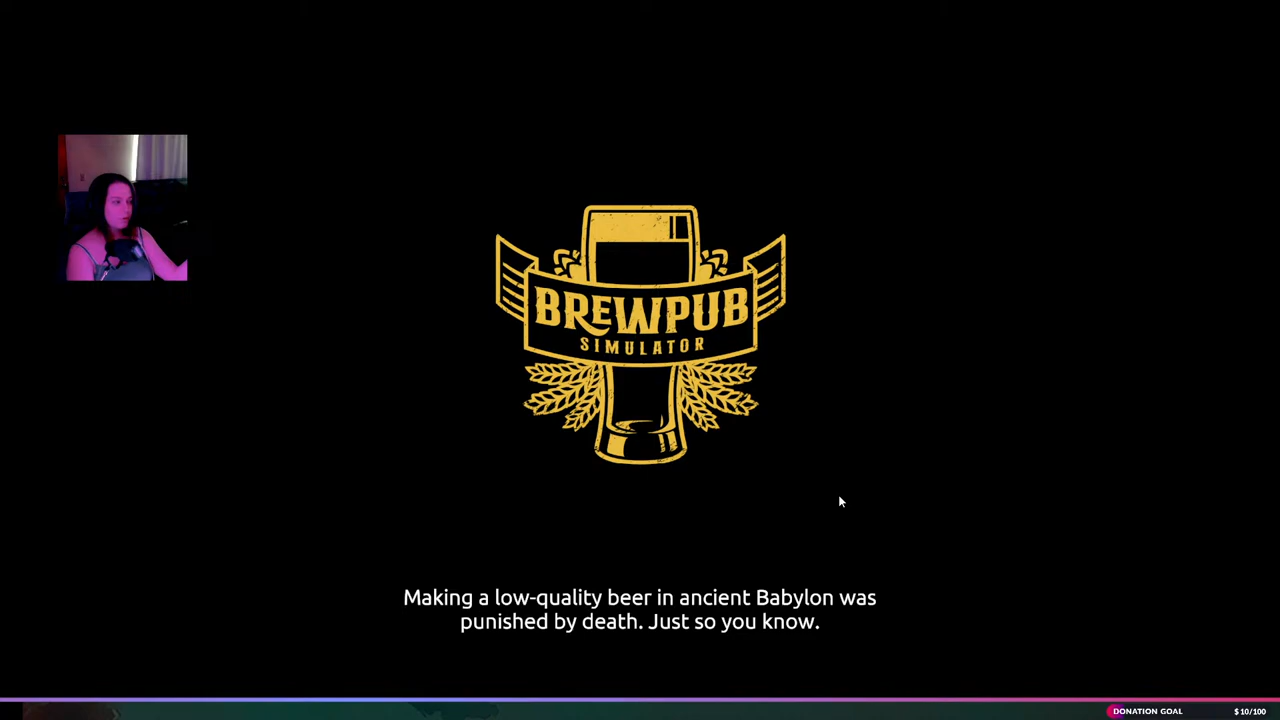 BREWPUB
SIMULATOR
Making a low-quality beer in ancient Babylon was
punished by death. Just so you know.
DONATION GOAL
$10/100